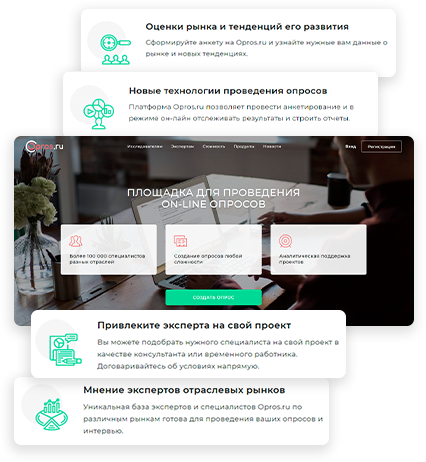 Оценки рынка и тенденций его развития
Сформируйте анкету на Opros.ru и узнайте нужные вам данные о
рынке и новых тенденциях.
Новые технологии проведения опросов
Платформа Opros.ru позволяет провести анкетирование и в
режиме он-лайн отслеживать результаты и строить отчеты.
Opros.ru Исследователям Экспертам Стоимость Продукты Новости Вход Регистрация
ПЛОЩАДКА ДЛЯ ПРОВЕДЕНИЯ
ON-LINE ОПРОСОВ
Более 100 000 специалистов
разных отраслей
Создание опросов любой
сложности
Аналитическая поддержка
проектов
СОЗДАТЬ ОПРОС
Привлеките эксперта на свой проект
Вы можете подобрать нужного специалиста на свой проект в
качестве консультанта или временного работника.
Договаривайтесь об условиях напрямую.
Мнение экспертов отраслевых рынков
Уникальная база экспертов и специалистов Opros.ru по
различным рынкам готова для проведения ваших опросов и
интервью.